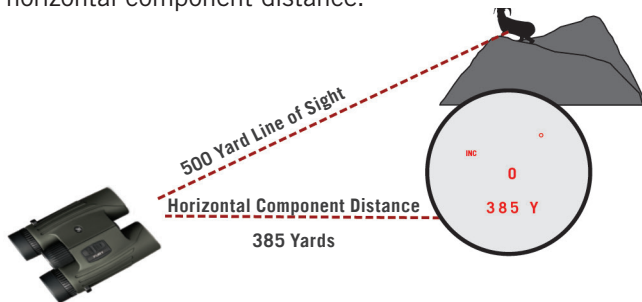 horizontal component distance.
500 Yard Line of Sight
Horizontal Component Distance
385 Yards
INC
°
0
385 Y